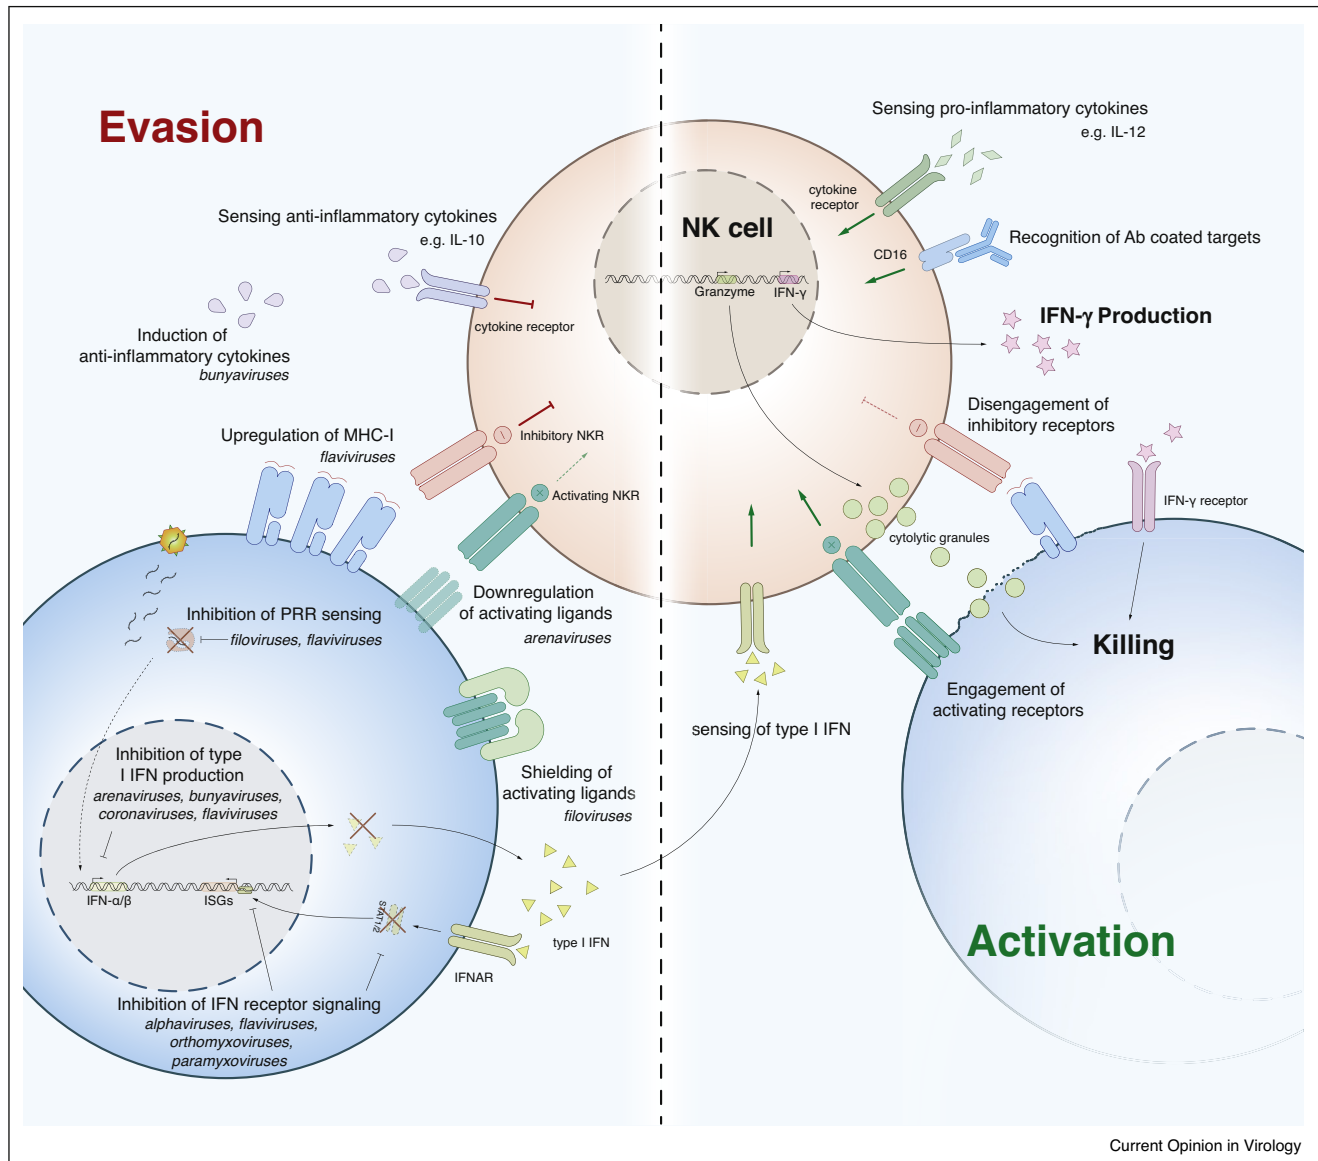 Evasion
Sensing anti-inflammatory cytokines
e.g. IL-10
cytokine receptor
Induction of
anti-inflammatory cytokines
bunyaviruses
Upregulation of MHC-I
flaviviruses
Inhibitory NKR
Activating NKR
Inhibition of PRR sensing
filoviruses, flaviviruses
Downregulation
of activating ligands
arenaviruses
Shielding of
activating ligands
filoviruses
Inhibition of type
I IFN production
arenaviruses, bunyaviruses,
coronaviruses, flaviviruses
IFN-α/β
ISGs
STAT1/2
IFNAR
type I IFN
Inhibition of IFN receptor signaling
alphaviruses, flaviviruses,
orthomyxoviruses,
paramyxoviruses
NK cell
Granzyme
IFN-γ
Sensing pro-inflammatory cytokines
e.g. IL-12
cytokine
receptor
CD16
Recognition of Ab coated targets
IFN-γ Production
Disengagement of
inhibitory receptors
IFN-γ receptor
cytolytic granules
Killing
Engagement of
activating receptors
sensing of type I IFN
Activation
Current Opinion in Virology